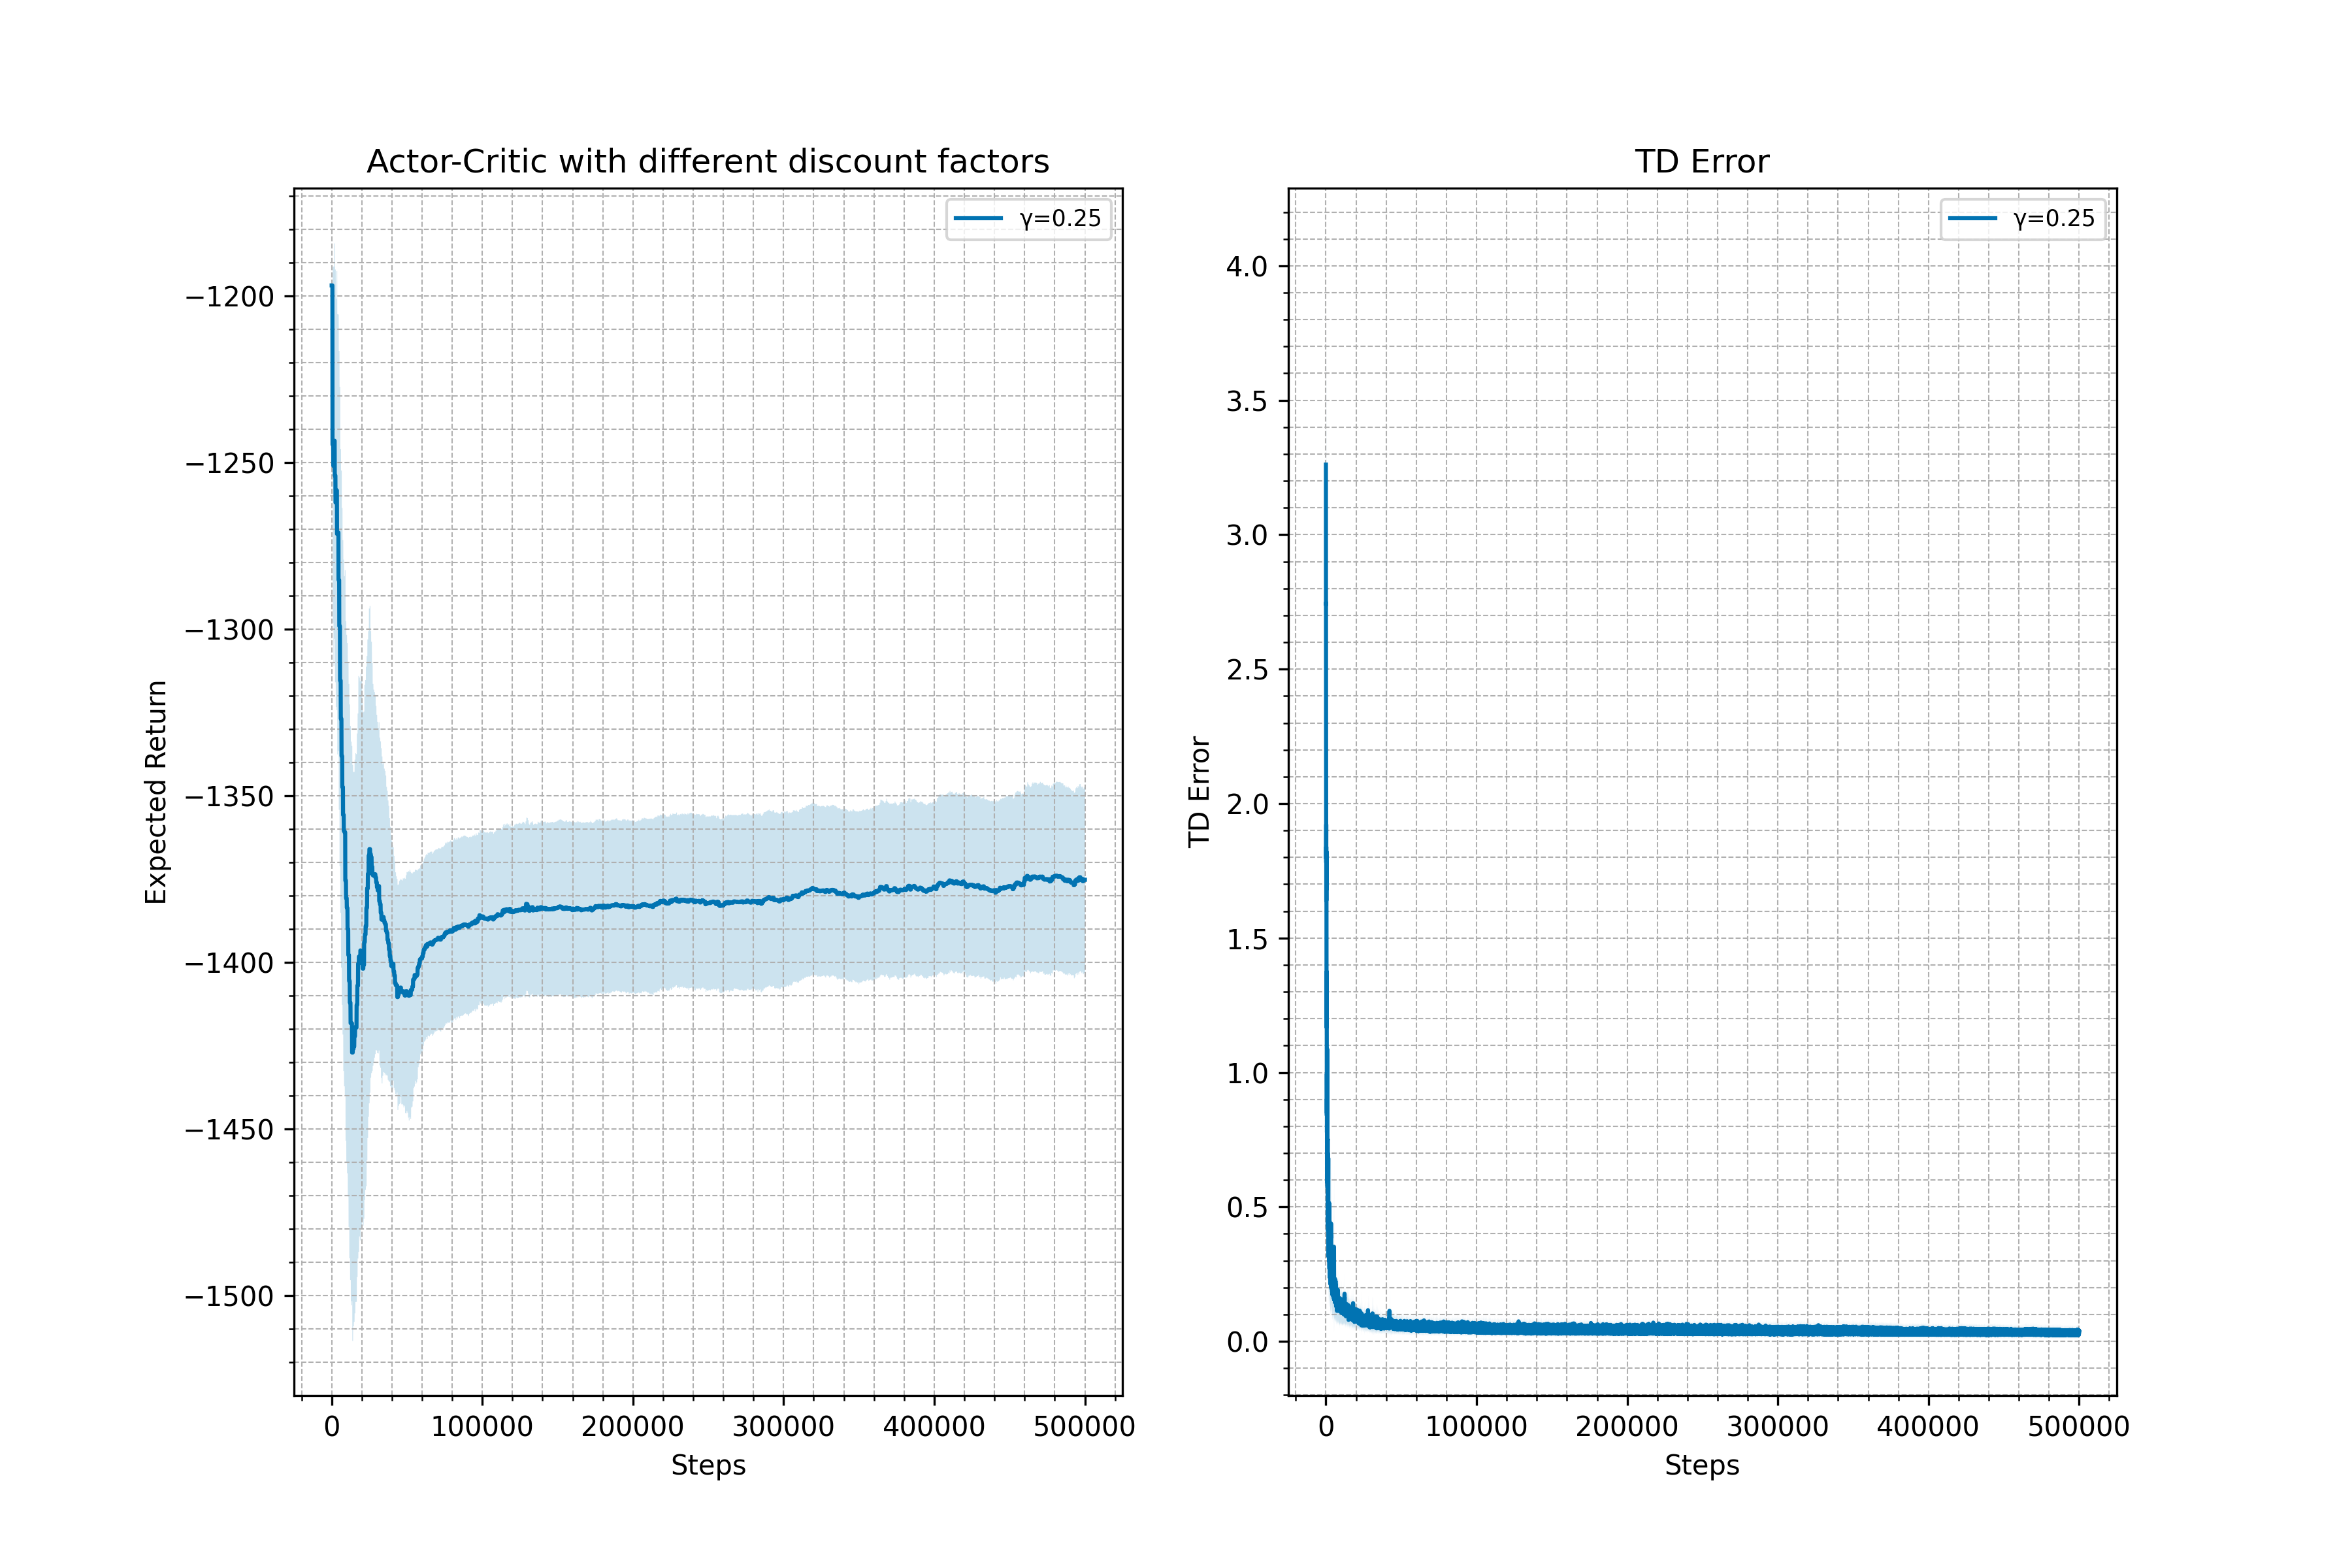 Actor-Critic with different discount factors
γ=0.25
−1200
−1250
−1300
−1350
−1400
−1450
−1500
Expected Return
0 100000 200000 300000 400000 500000
Steps
TD Error
γ=0.25
4.0
3.5
3.0
2.5
2.0
1.5
1.0
0.5
0.0
TD Error
0 100000 200000 300000 400000 500000
Steps